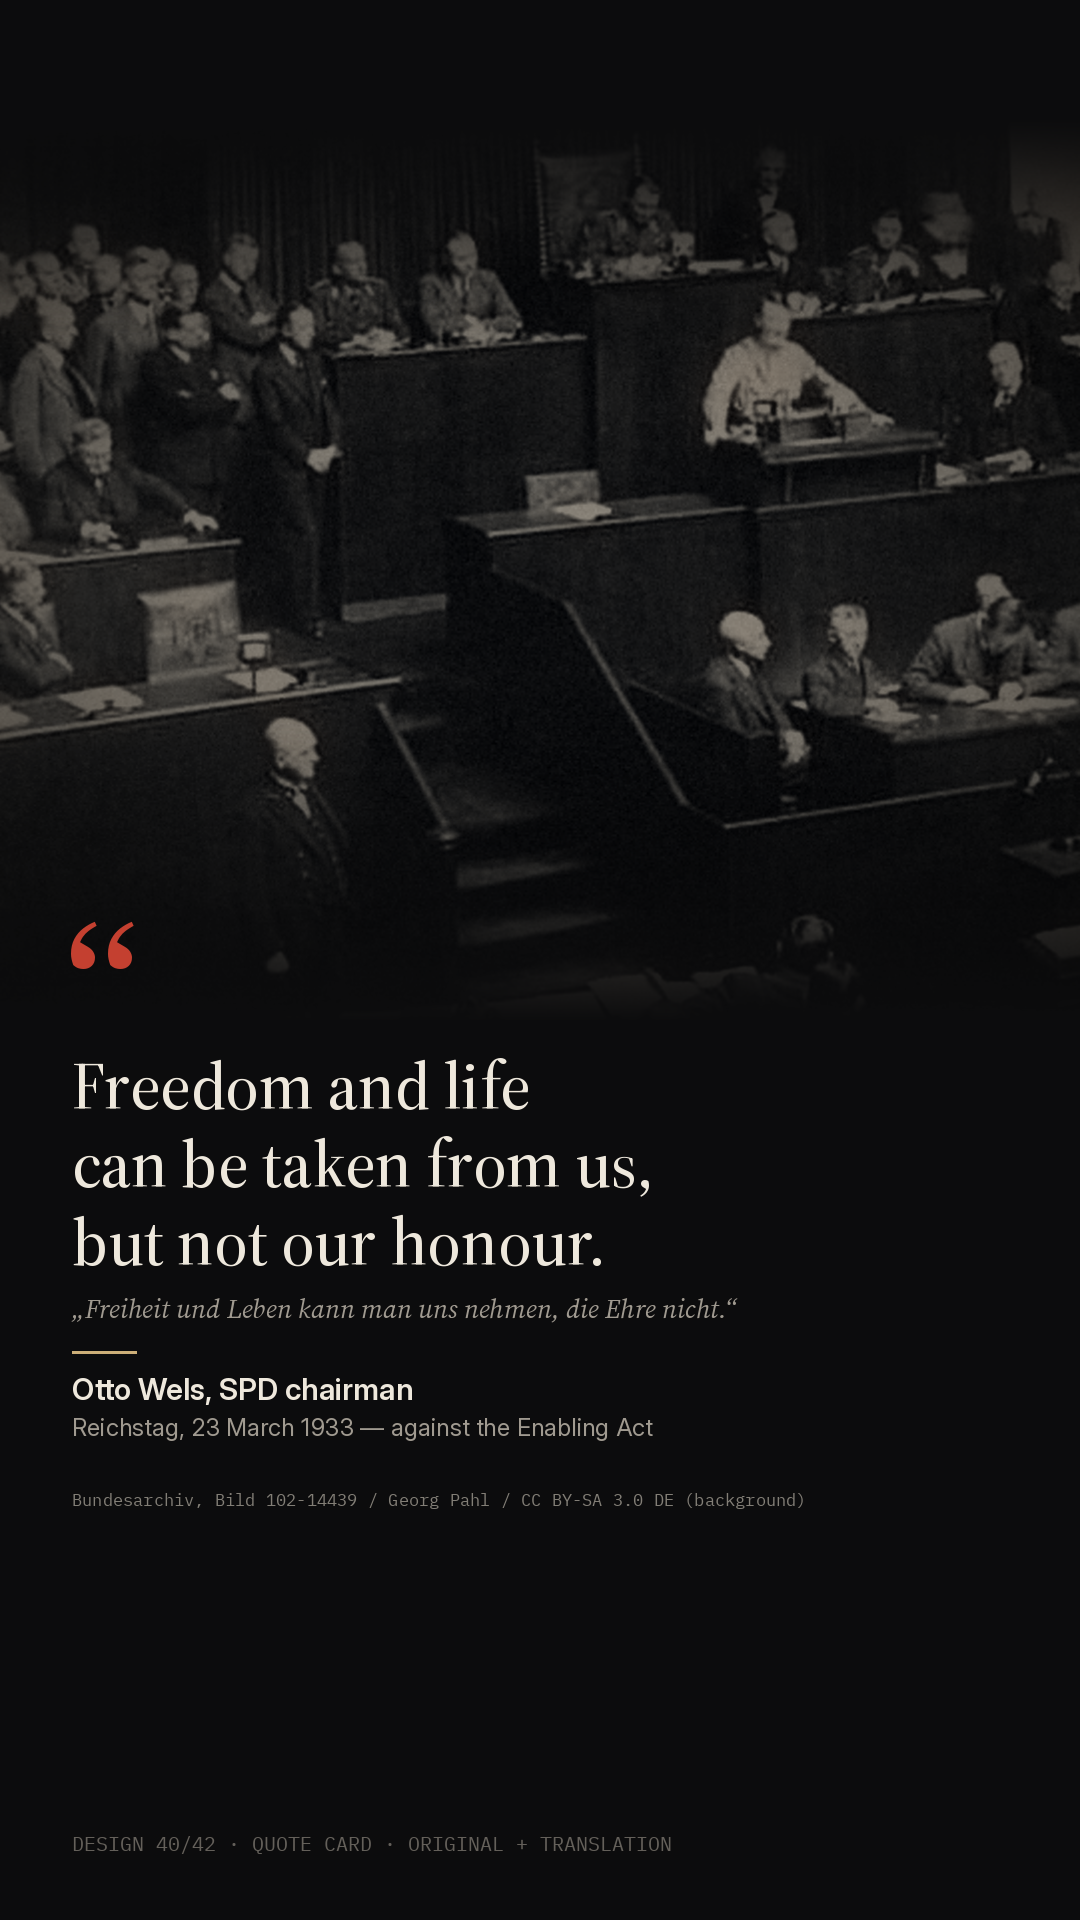 “
Freedom and life
can be taken from us,
but not our honour.
„Freiheit und Leben kann man uns nehmen, die Ehre nicht.“
Otto Wels, SPD chairman
Reichstag, 23 March 1933 — against the Enabling Act
Bundesarchiv, Bild 102-14439 / Georg Pahl / CC BY-SA 3.0 DE (background)
DESIGN 40/42 · QUOTE CARD · ORIGINAL + TRANSLATION